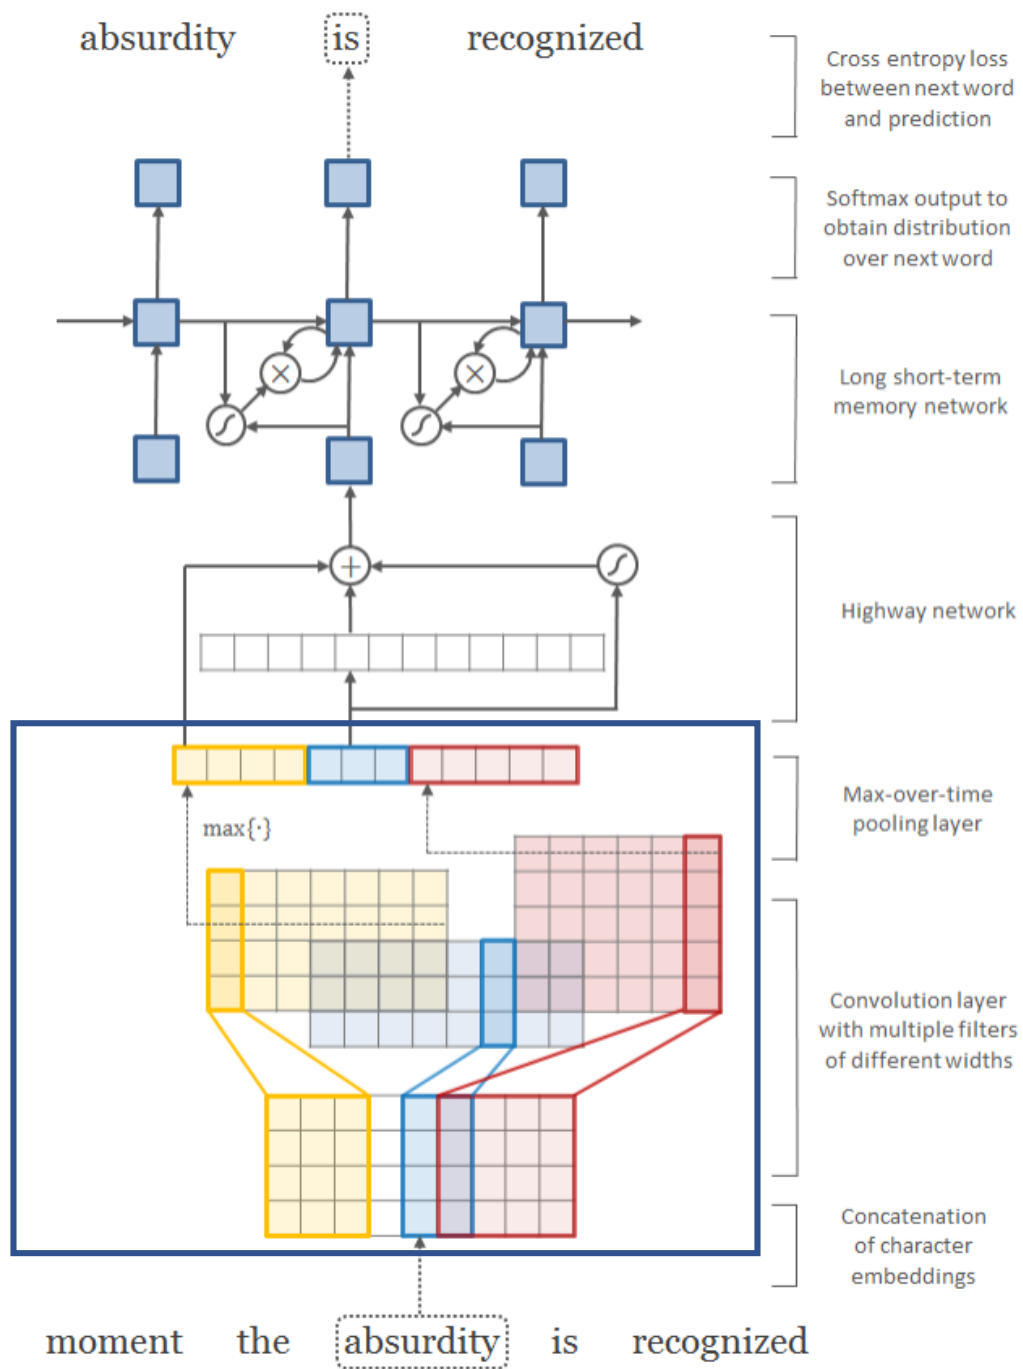 absurdity is recognized
Cross entropy loss
between next word
and prediction
Softmax output to
obtain distribution
over next word
Long short-term
memory network
Highway network
max{·}
Max-over-time
pooling layer
Convolution layer
with multiple filters
of different widths
Concatenation
of character
embeddings
moment the absurdity is recognized